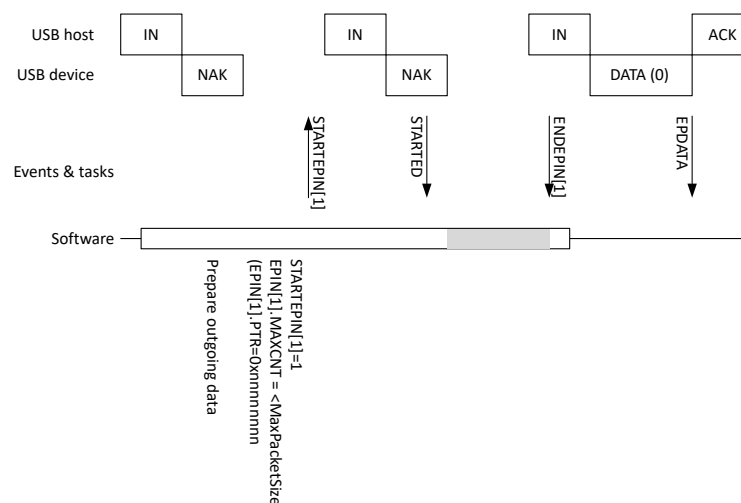 USB host
IN
IN
IN
ACK
USB device
NAK
NAK
DATA (0)
Events & tasks
STARTEPIN[1]
STARTED
ENDEPIN[1]
EPDATA
Software
Prepare outgoing data
(EPIN[1].PTR=0xnnnnnnnn
EPIN[1].MAXCNT = <MaxPacketSize
STARTEPIN[1]=1